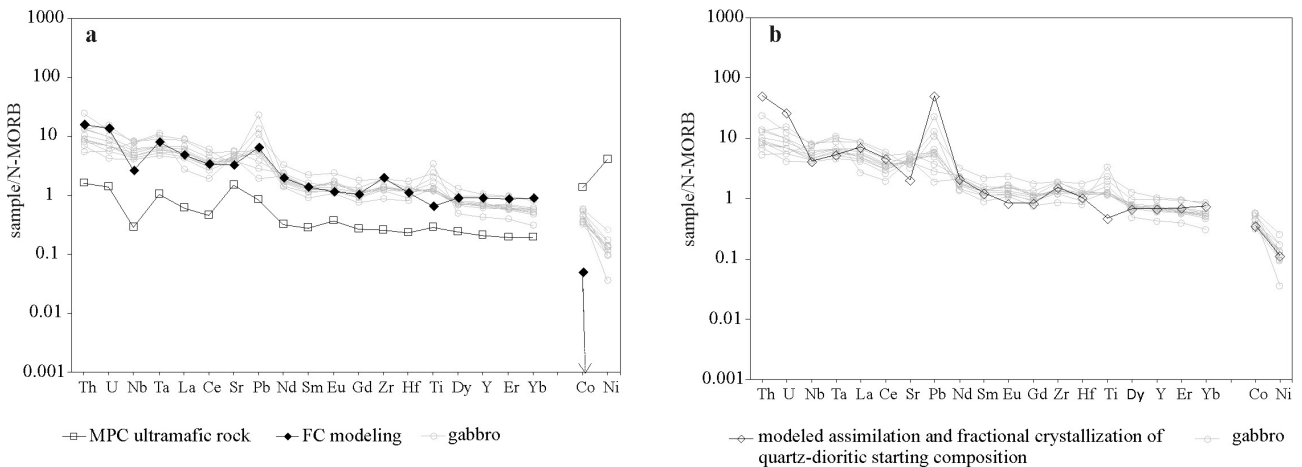 a
1000
100
10
1
0.1
0.01
0.001
sample/N-MORB
Th U Nb Ta La Ce Sr Pb Nd Sm Eu Gd Zr Hf Ti Dy Y Er Yb Co Ni
MPC ultramafic rock FC modeling gabbro
b
1000
100
10
1
0.1
0.01
0.001
sample/N-MORB
Th U Nb Ta La Ce Sr Pb Nd Sm Eu Gd Zr Hf Ti Dy Y Er Yb Co Ni
modeled assimilation and fractional crystallization of gabbro
quartz-dioritic starting composition